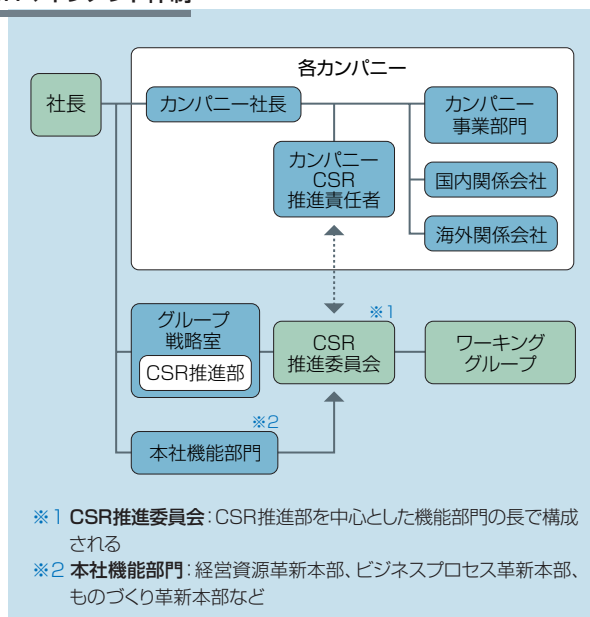 各カンパニー
社長
カンパニー社長
カンパニー
事業部門
カンパニー
CSR
推進責任者
国内関係会社
海外関係会社
※1
グループ
戦略室
CSR推進部
CSR
推進委員会
ワーキング
グループ
※2
本社機能部門
※1 CSR推進委員会：CSR推進部を中心とした機能部門の長で構成
される
※2 本社機能部門：経営資源革新本部、ビジネスプロセス革新本部、
ものづくり革新本部など